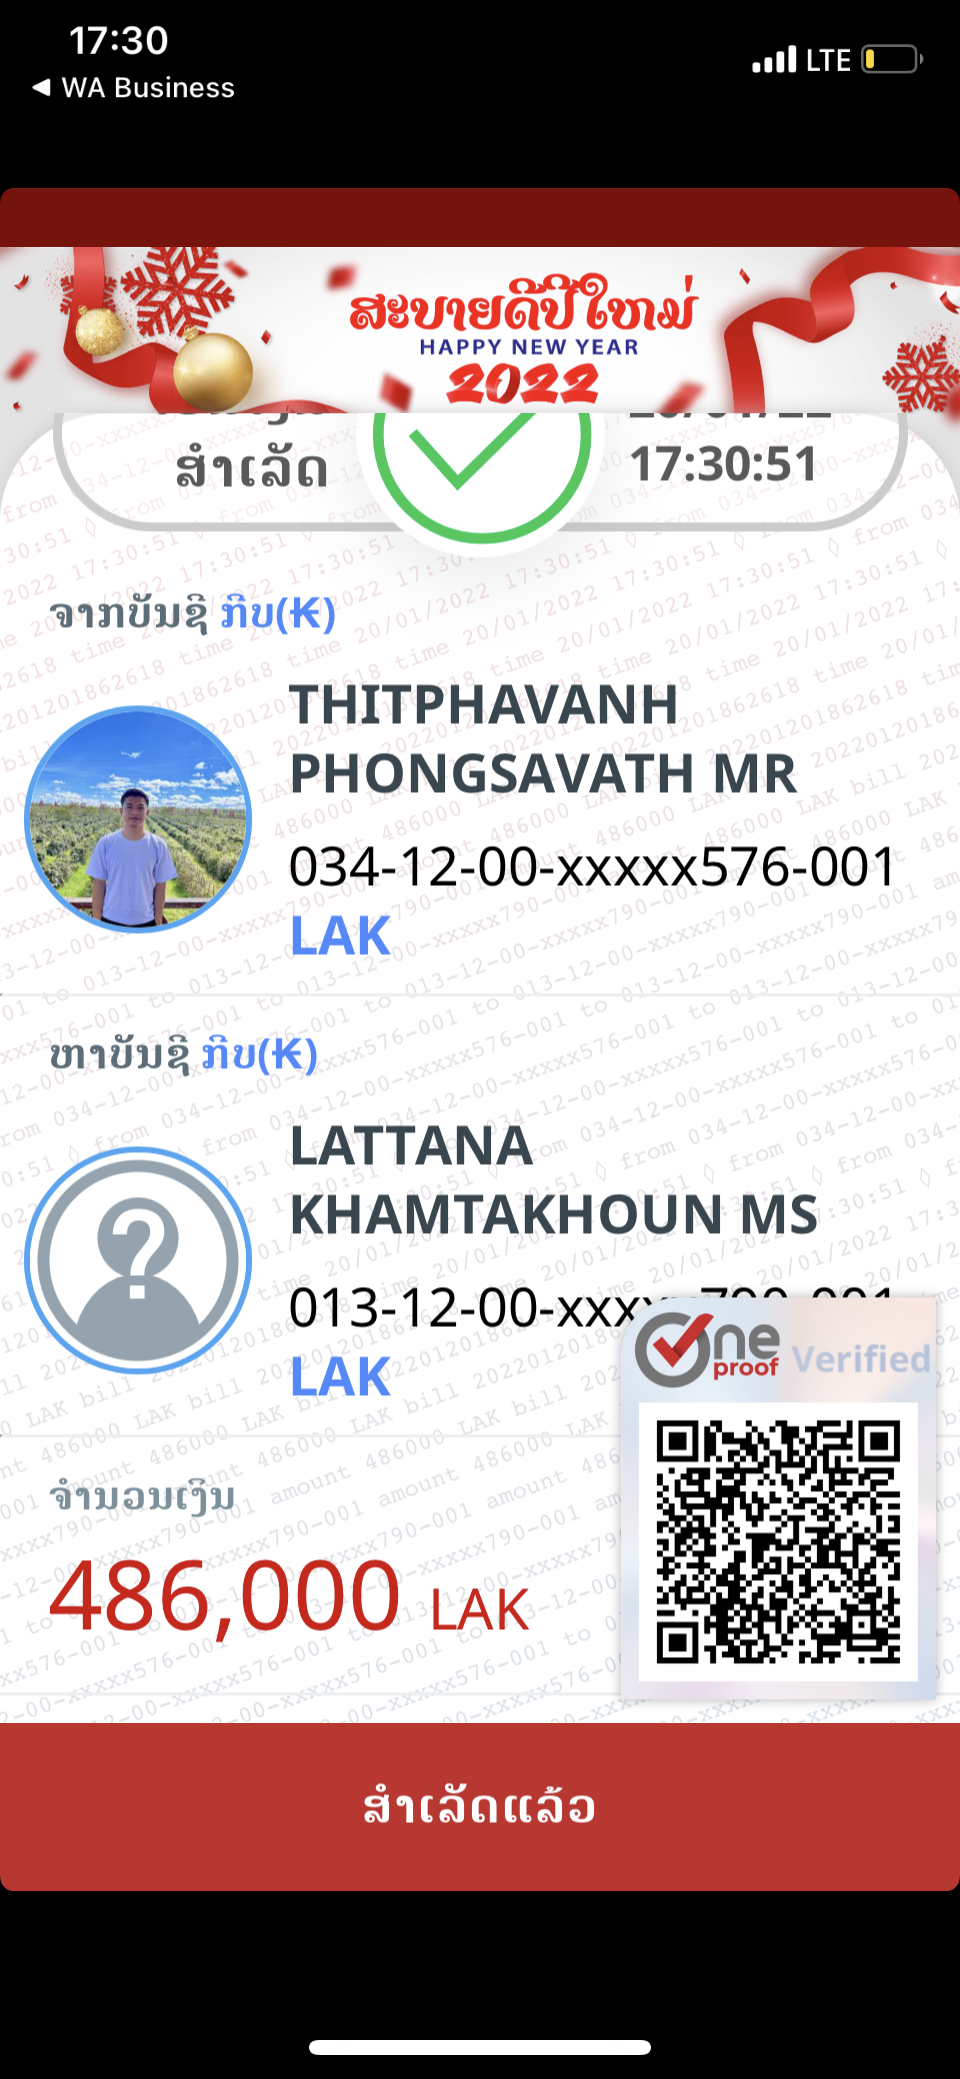 17:30
LTE
◀ WA Business
ສະບາຍດີປີໃຫມ່
HAPPY NEW YEAR
2022
ສຳເລັດ
17:30:51
ຈາກບັນຊີ ກີບ(₭)
THITPHAVANH
PHONGSAVATH MR
034-12-00-xxxxx576-001
LAK
ຫາບັນຊີ ກີບ(₭)
LATTANA
KHAMTAKHOUN MS
013-12-00-xxxxx790-001
LAK
One proof Verified
ຈຳນວນເງິນ
486,000 LAK
ສຳເລັດແລ້ວ